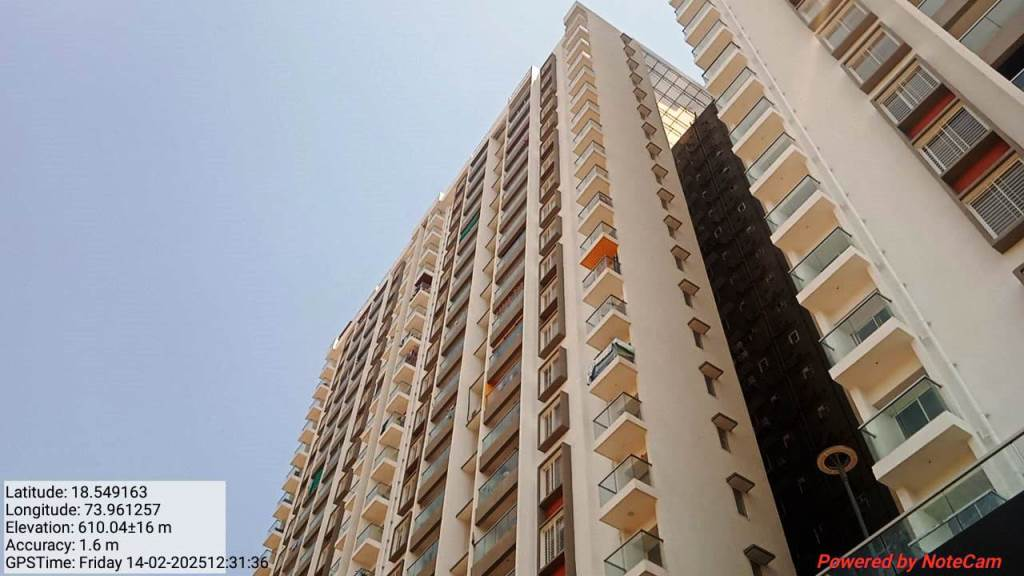 Latitude: 18.549163
Longitude: 73.961257
Elevation: 610.04±16 m
Accuracy: 1.6 m
GPSTime: Friday 14-02-202512:31:36
Powered by NoteCam